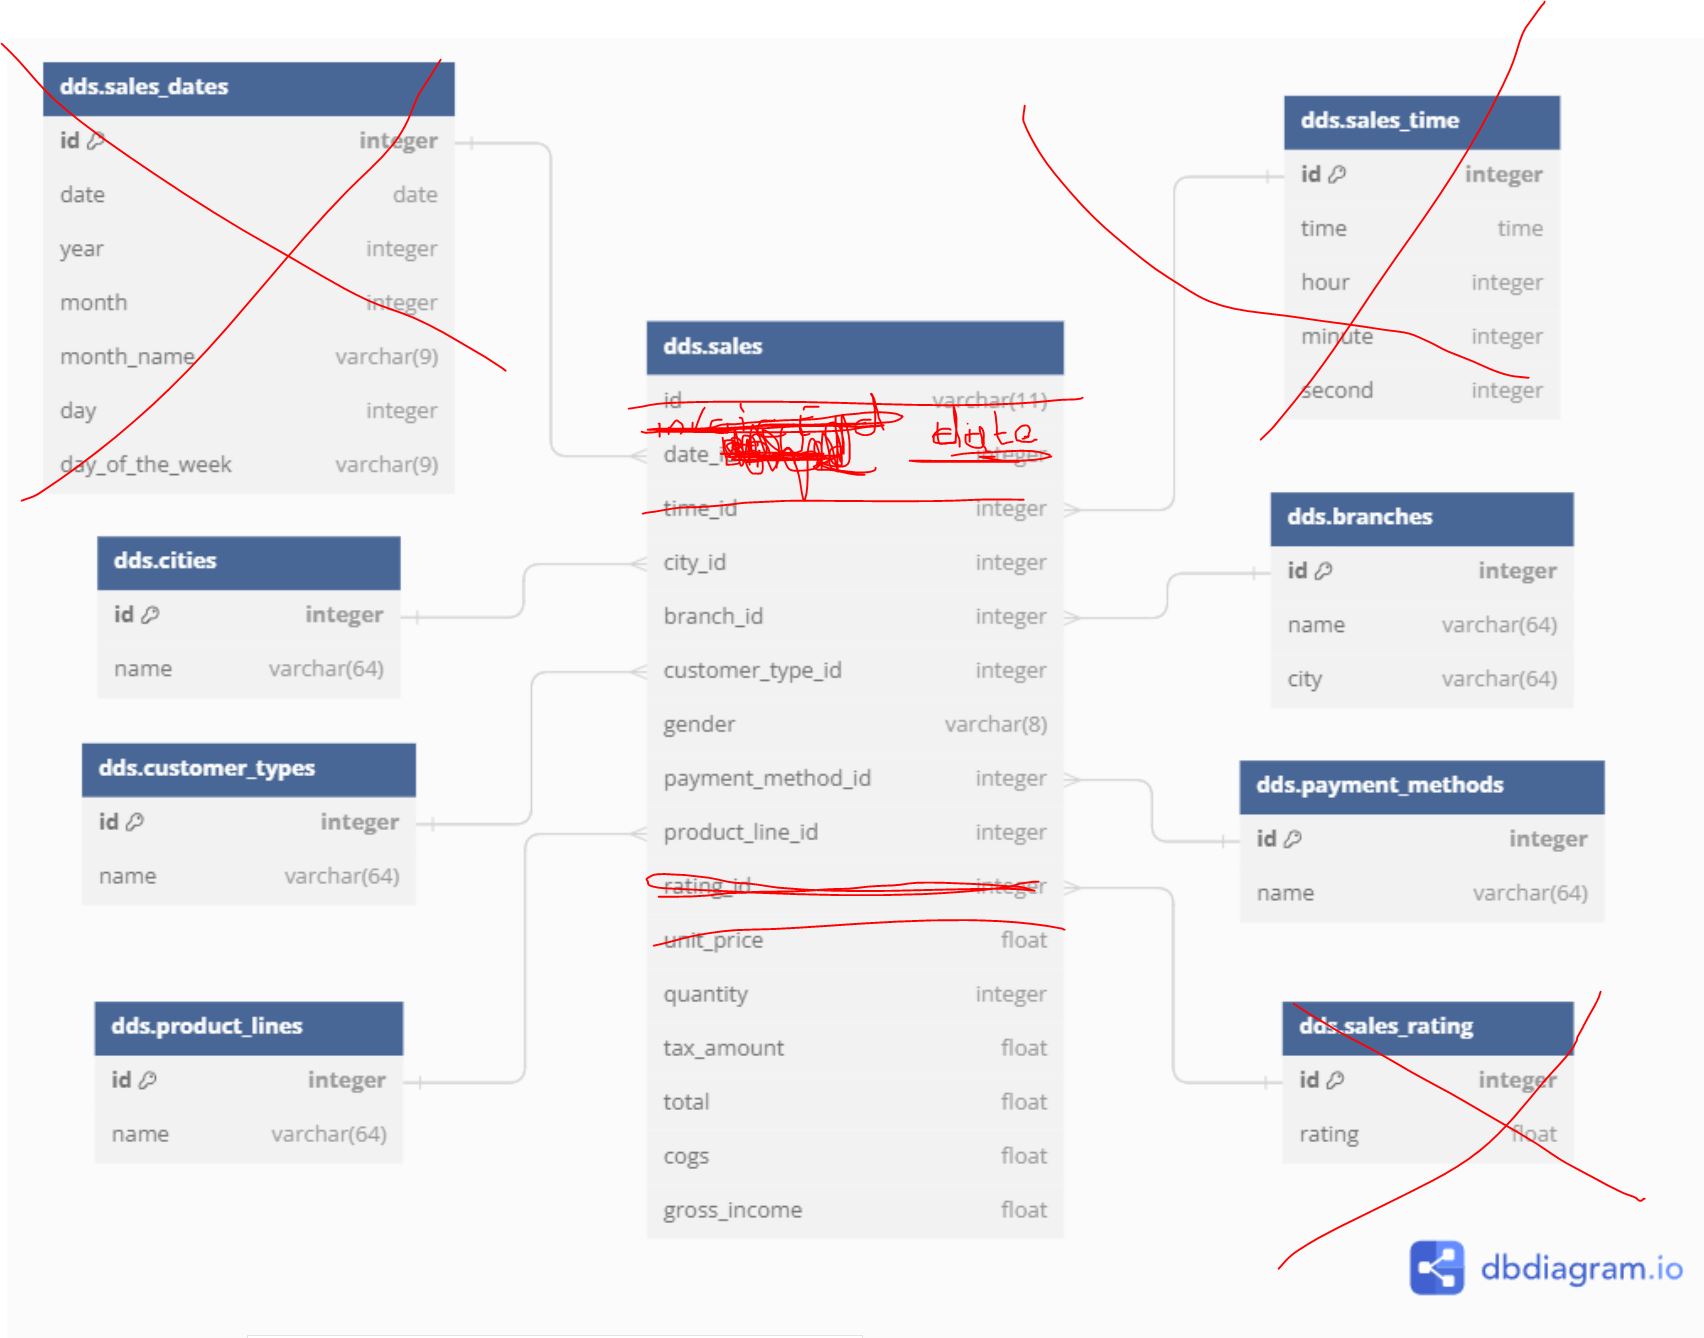 dds.sales_dates
id integer
date date
year integer
month integer
month_name varchar(9)
day integer
day_of_the_week varchar(9)
dds.sales_time
id integer
time time
hour integer
minute integer
second integer
dds.sales
id varchar(11)
date
time_id integer
city_id integer
branch_id integer
customer_type_id integer
gender varchar(8)
payment_method_id integer
product_line_id integer
rating_id integer
unit_price float
quantity integer
tax_amount float
total float
cogs float
gross_income float
dds.cities
id integer
name varchar(64)
dds.branches
id integer
name varchar(64)
city varchar(64)
dds.customer_types
id integer
name varchar(64)
dds.payment_methods
id integer
name varchar(64)
dds.product_lines
id integer
name varchar(64)
dds.sales_rating
id integer
rating float
dbdiagram.io